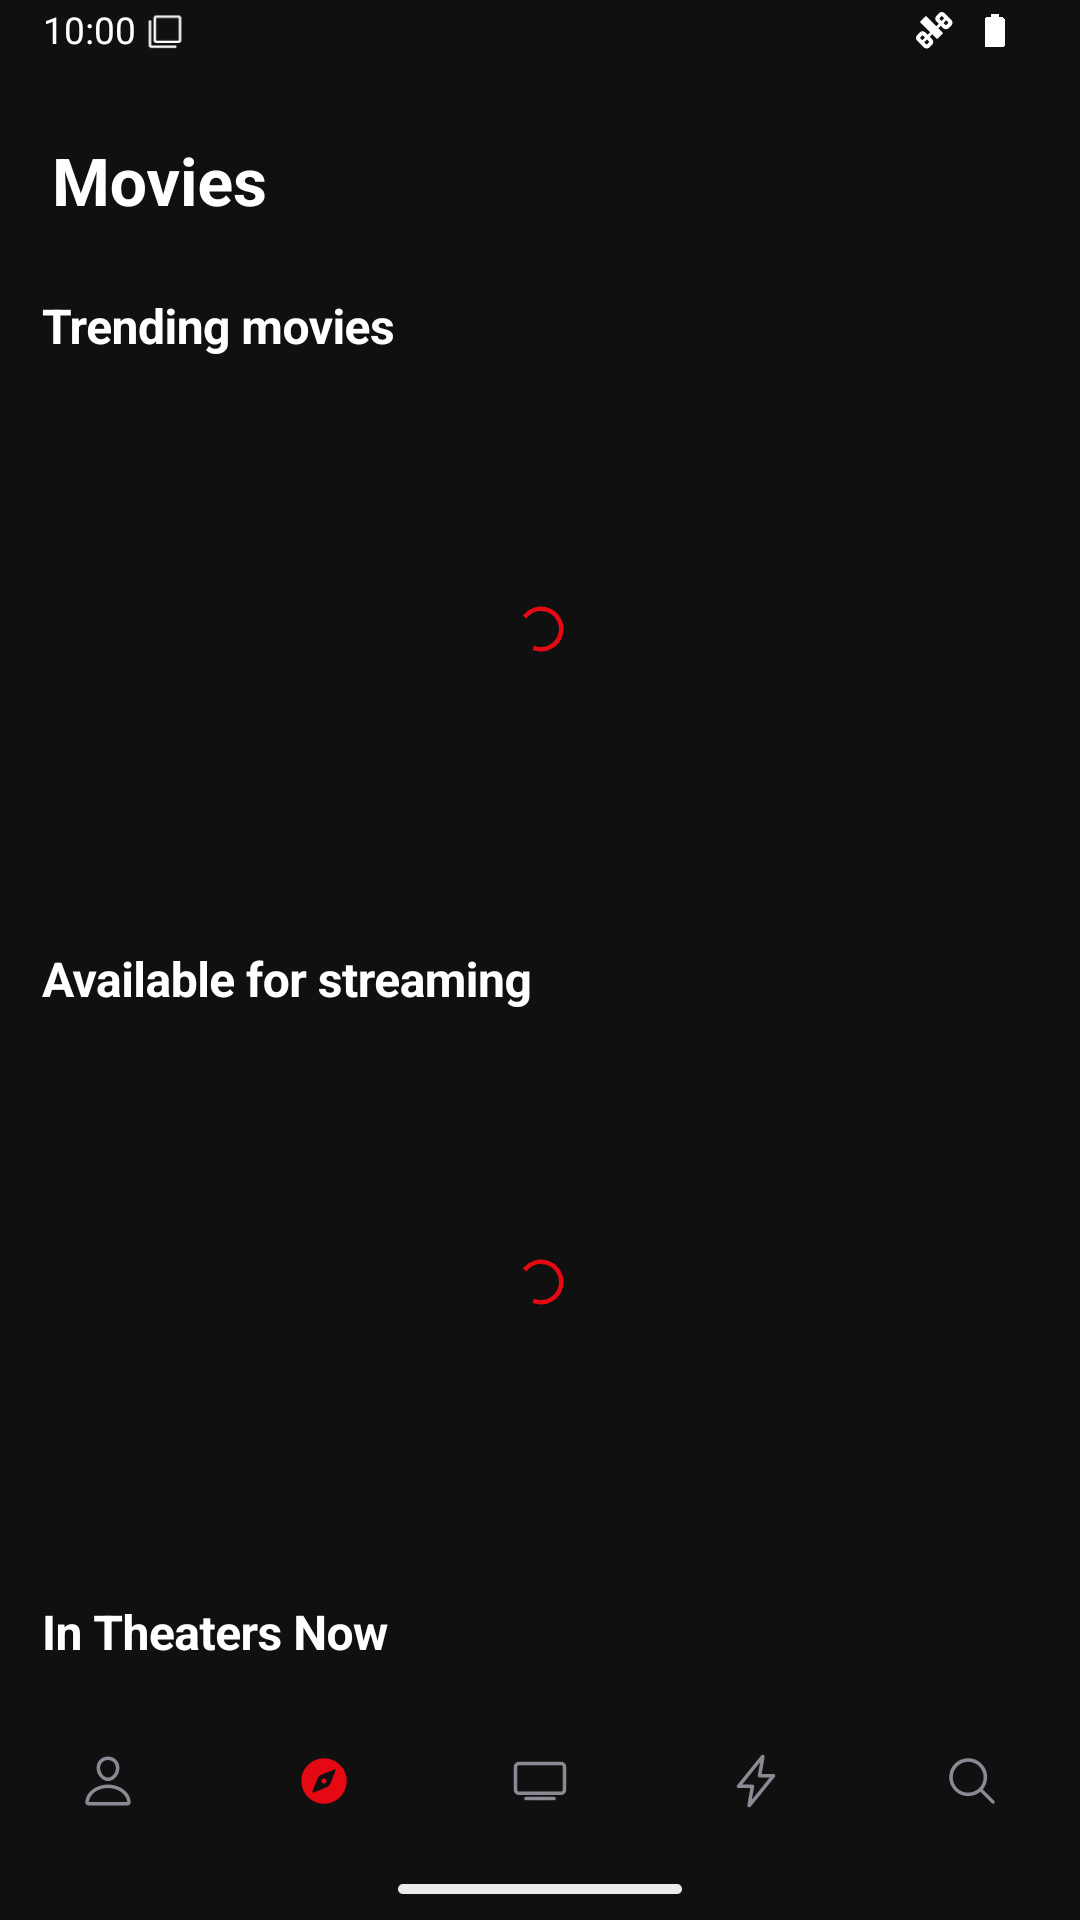 10:00
Movies
Trending movies
Available for streaming
In Theaters Now